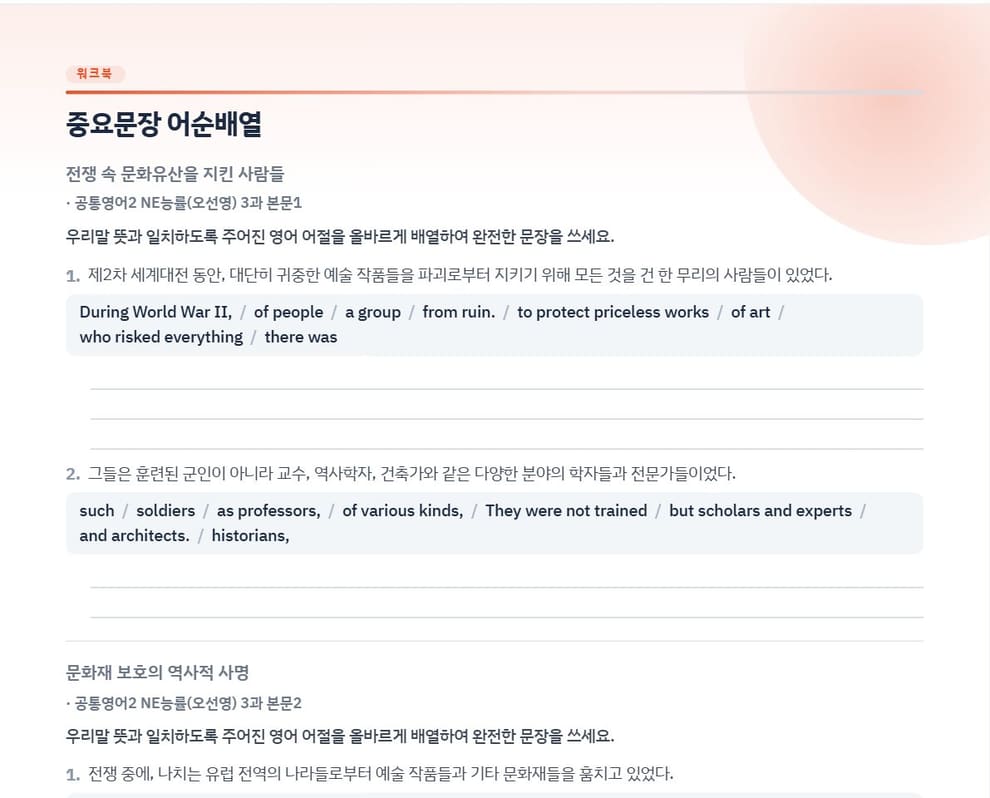 워크북
중요문장 어순배열
전쟁 속 문화유산을 지킨 사람들
· 공통영어2 NE능률(오선영) 3과 본문1
우리말 뜻과 일치하도록 주어진 영어 어절을 올바르게 배열하여 완전한 문장을 쓰세요.
1. 제2차 세계대전 동안, 대단히 귀중한 예술 작품들을 파괴로부터 지키기 위해 모든 것을 건 한 무리의 사람들이 있었다.
During World War II, / of people / a group / from ruin. / to protect priceless works / of art /
who risked everything / there was
2. 그들은 훈련된 군인이 아니라 교수, 역사학자, 건축가와 같은 다양한 분야의 학자들과 전문가들이었다.
such / soldiers / as professors, / of various kinds, / They were not trained / but scholars and experts /
and architects. / historians,
문화재 보호의 역사적 사명
· 공통영어2 NE능률(오선영) 3과 본문2
우리말 뜻과 일치하도록 주어진 영어 어절을 올바르게 배열하여 완전한 문장을 쓰세요.
1. 전쟁 중에, 나치는 유럽 전역의 나라들로부터 예술 작품들과 기타 문화재들을 훔치고 있었다.